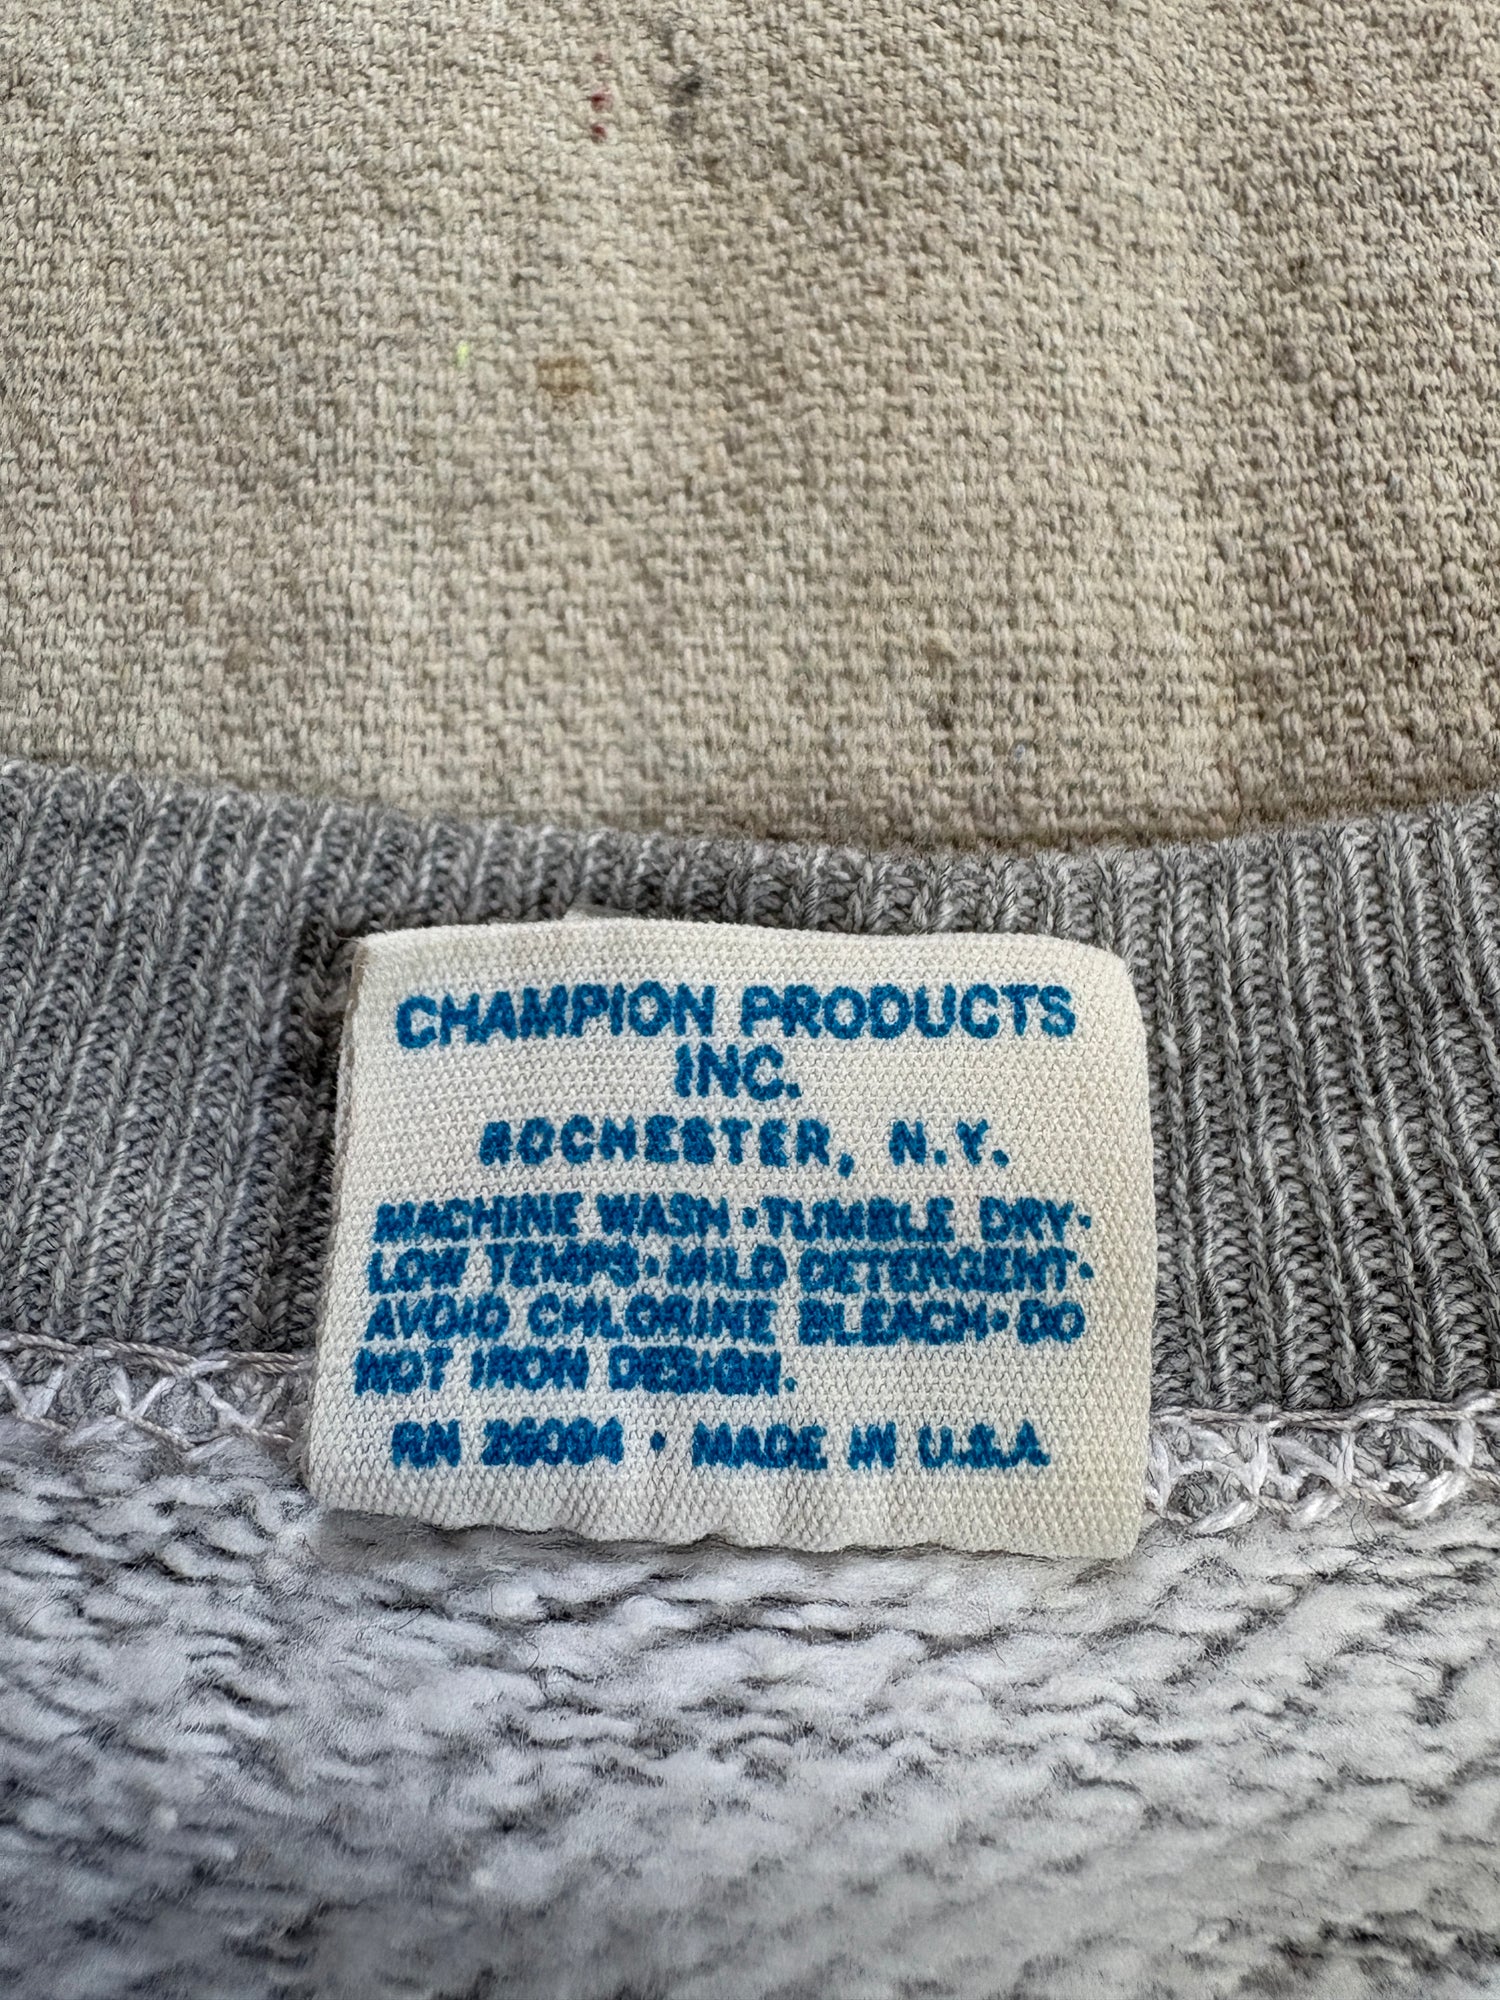 CHAMPION PRODUCTS
INC.
ROCHESTER, N.Y.
MACHINE WASH • TUMBLE DRY •
LOW TEMPS • MILD DETERGENT •
AVOID CHLORINE BLEACH • DO
NOT IRON DESIGN.
RN 26094 • MADE IN U.S.A